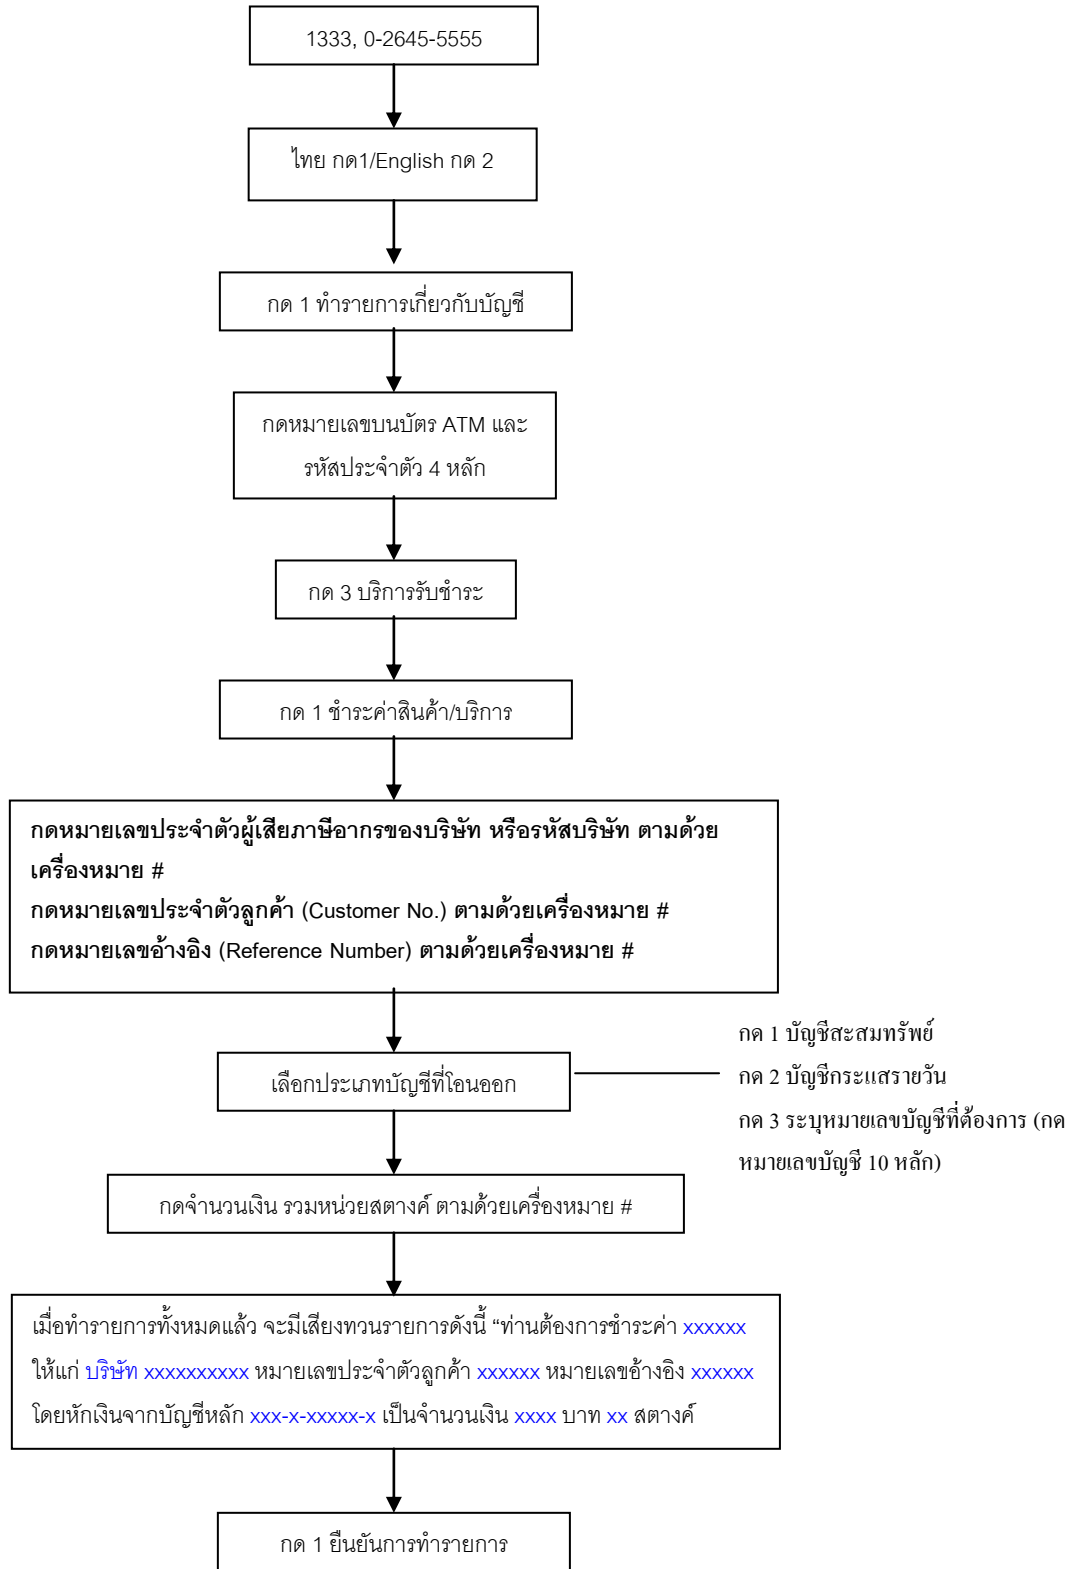 1333, 0-2645-5555
ไทย กด1/English กด 2
กด 1 ทำรายการเกี่ยวกับบัญชี
กดหมายเลขบนบัตร ATM และ
รหัสประจำตัว 4 หลัก
กด 3 บริการรับชำระ
กด 1 ชำระค่าสินค้า/บริการ
กดหมายเลขประจำตัวผู้เสียภาษีอากรของบริษัท หรือรหัสบริษัท ตามด้วย
เครื่องหมาย #
กดหมายเลขประจำตัวลูกค้า (Customer No.) ตามด้วยเครื่องหมาย #
กดหมายเลขอ้างอิง (Reference Number) ตามด้วยเครื่องหมาย #
เลือกประเภทบัญชีที่โอนออก
กด 1 บัญชีสะสมทรัพย์
กด 2 บัญชีกระแสรายวัน
กด 3 ระบุหมายเลขบัญชีที่ต้องการ (กด
หมายเลขบัญชี 10 หลัก)
กดจำนวนเงิน รวมหน่วยสตางค์ ตามด้วยเครื่องหมาย #
เมื่อทำรายการทั้งหมดแล้ว จะมีเสียงทวนรายการดังนี้ “ท่านต้องการชำระค่า xxxxxx
ให้แก่ บริษัท xxxxxxxxxx หมายเลขประจำตัวลูกค้า xxxxxx หมายเลขอ้างอิง xxxxxx
โดยหักเงินจากบัญชีหลัก xxx-x-xxxxx-x เป็นจำนวนเงิน xxxx บาท xx สตางค์
กด 1 ยืนยันการทำรายการ